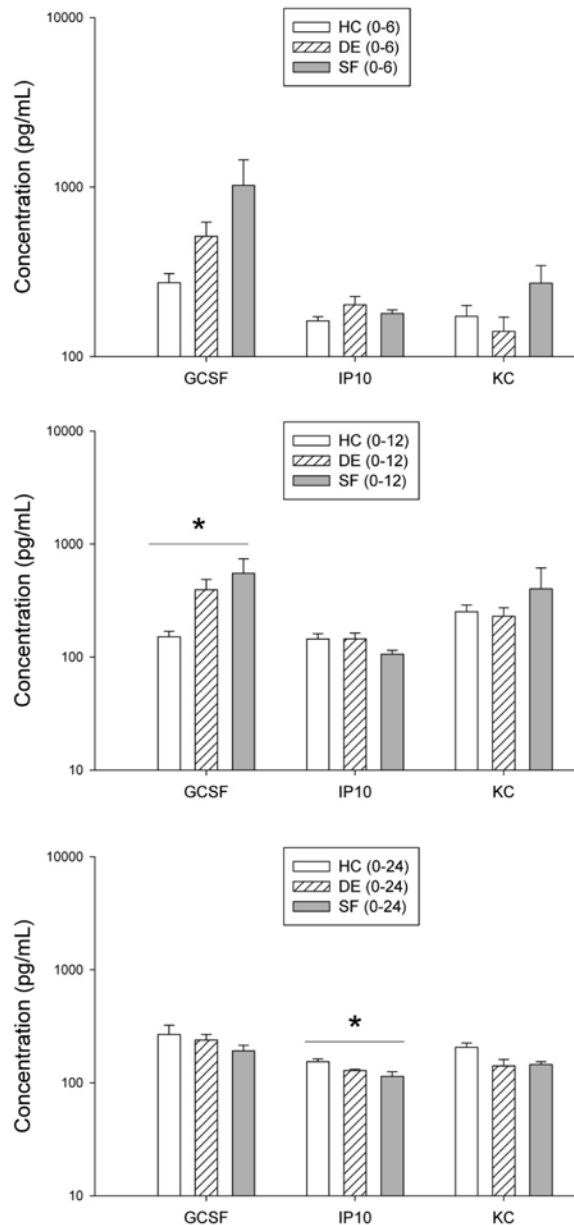 HC (0-6)
DE (0-6)
SF (0-6)
Concentration (pg/mL)
10000
1000
100
GCSF IP10 KC
HC (0-12)
DE (0-12)
SF (0-12)
Concentration (pg/mL)
10000
1000
100
10
*
GCSF IP10 KC
HC (0-24)
DE (0-24)
SF (0-24)
Concentration (pg/mL)
10000
1000
100
10
*
GCSF IP10 KC